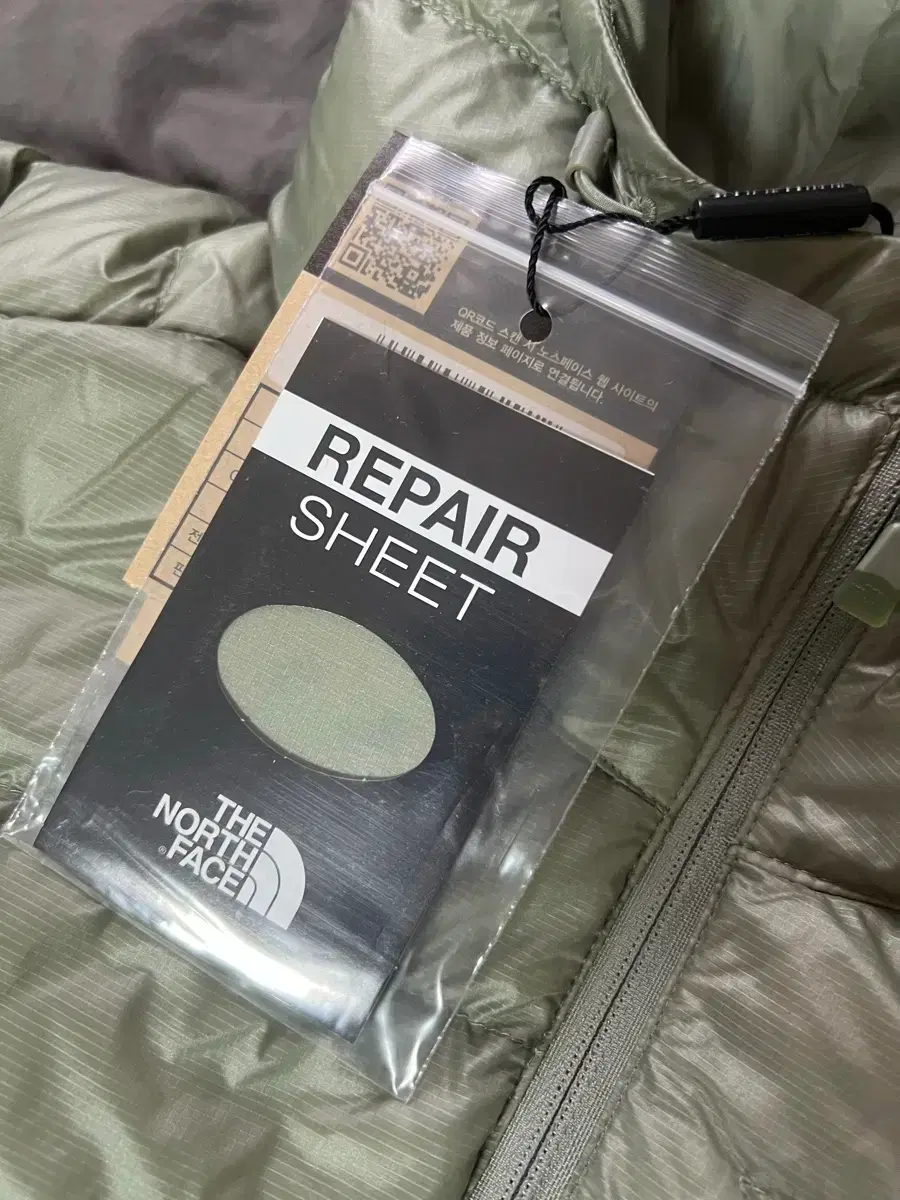 QR코드 스캔 시 노스페이스 웹 사이트의
제품 정보 페이지로 연결됩니다.
REPAIR
SHEET
THE
NORTH
®FACE